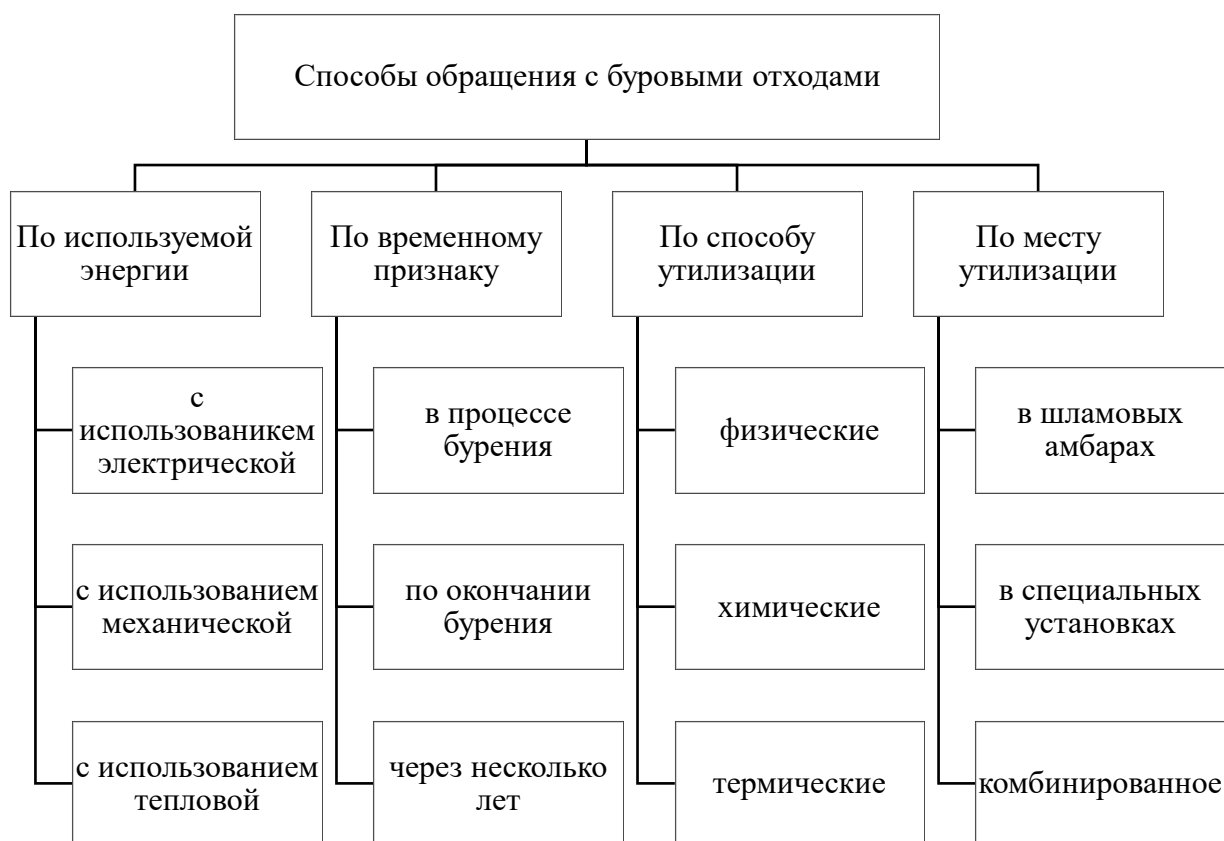 Способы обращения с буровыми отходами
По используемой
энергии
По временному
признаку
По способу
утилизации
По месту
утилизации
с
использованикем
электрической
в процессе
бурения
физические
в шламовых
амбарах
с использованием
механической
по окончании
бурения
химические
в специальных
установках
с использованием
тепловой
через несколько
лет
термические
комбинированное